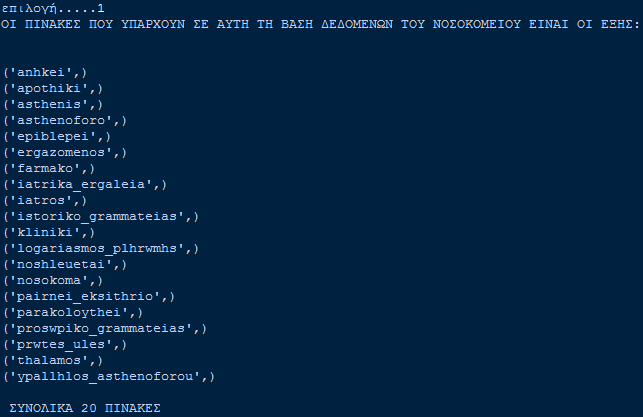 επιλογή.....1
ΟΙ ΠΙΝΑΚΕΣ ΠΟΥ ΥΠΑΡΧΟΥΝ ΣΕ ΑΥΤΗ ΤΗ ΒΑΣΗ ΔΕΔΟΜΕΝΩΝ ΤΟΥ ΝΟΣΟΚΟΜΕΙΟΥ ΕΙΝΑΙ ΟΙ ΕΞΗΣ:
('anhkei',)
('apothiki',)
('asthenis',)
('asthenoforo',)
('epiblepei',)
('ergazomenos',)
('farmako',)
('iatrika_ergaleia',)
('iatros',)
('istoriko_grammateias',)
('kliniki',)
('logariasmos_plhrwmhs',)
('noshleuetai',)
('nosokoma',)
('pairnei_eksithrio',)
('parakoloythei',)
('proswpiko_grammateias',)
('prwtes_ules',)
('thalamos',)
('ypallhlos_asthenoforou',)
ΣΥΝΟΛΙΚΑ 20 ΠΙΝΑΚΕΣ